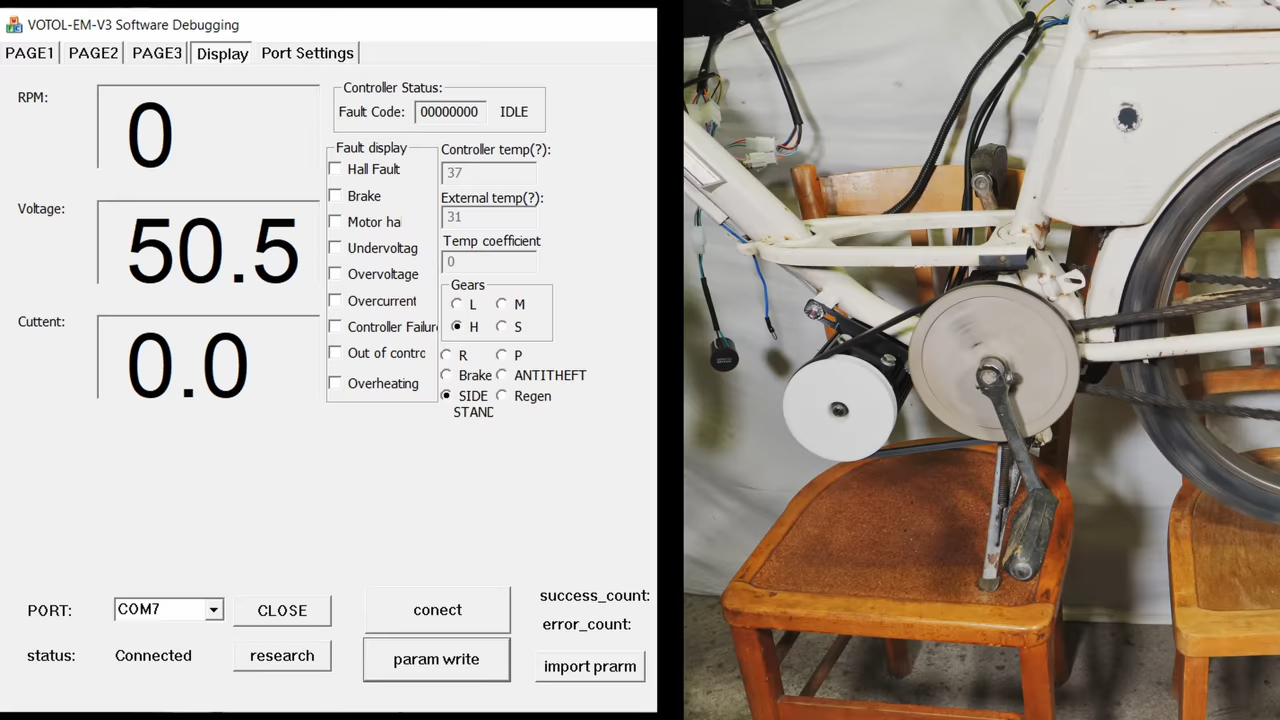 VOTOL-EM-V3 Software Debugging
PAGE1 PAGE2 PAGE3 Display Port Settings
RPM:
0
Voltage:
50.5
Cuttent:
0.0
Controller Status:
Fault Code: 00000000 IDLE
Fault display
Hall Fault
Brake
Motor ha
Undervoltag
Overvoltage
Overcurrent
Controller Failur
Out of contro
Overheating
Controller temp(?):
37
External temp(?):
31
Temp coefficient
0
Gears
L M
H S
R P
Brake ANTITHEFT
SIDE Regen
STAND
PORT: COM7 CLOSE
status: Connected research
conect
param write
success_count:
error_count:
import prarm